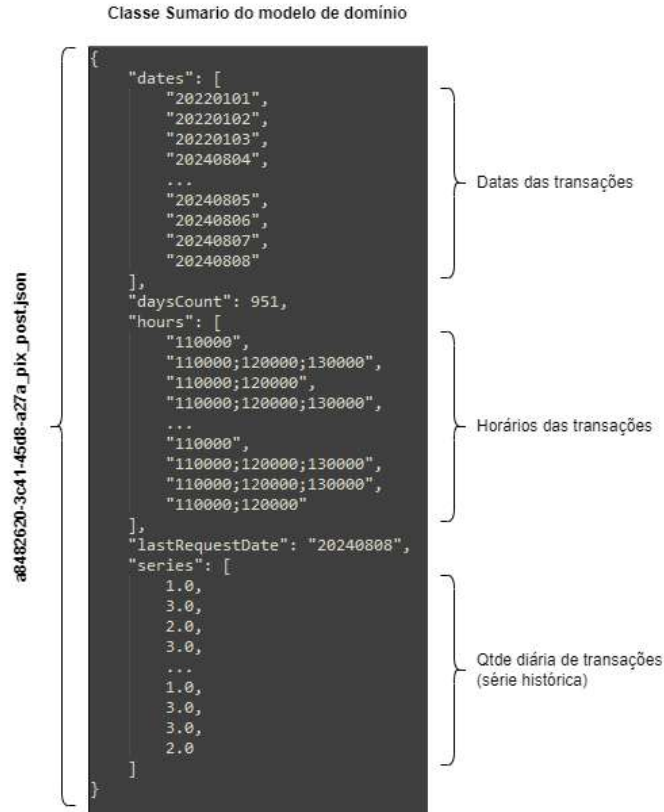 Classe Sumario do modelo de domínio
a8482620-3c41-45d8-a27a_pix_post.json
{
"dates": [
"20220101",
"20220102",
"20220103",
"20240804",
...
"20240805",
"20240806",
"20240807",
"20240808"
],
"daysCount": 951,
"hours": [
"110000",
"110000;120000;130000",
"110000;120000",
"110000;120000;130000",
...
"110000",
"110000;120000;130000",
"110000;120000;130000",
"110000;120000"
],
"lastRequestDate": "20240808",
"series": [
1.0,
3.0,
2.0,
3.0,
...
1.0,
3.0,
3.0,
2.0
]
}
Datas das transações
Horários das transações
Qtde diária de transações
(série histórica)